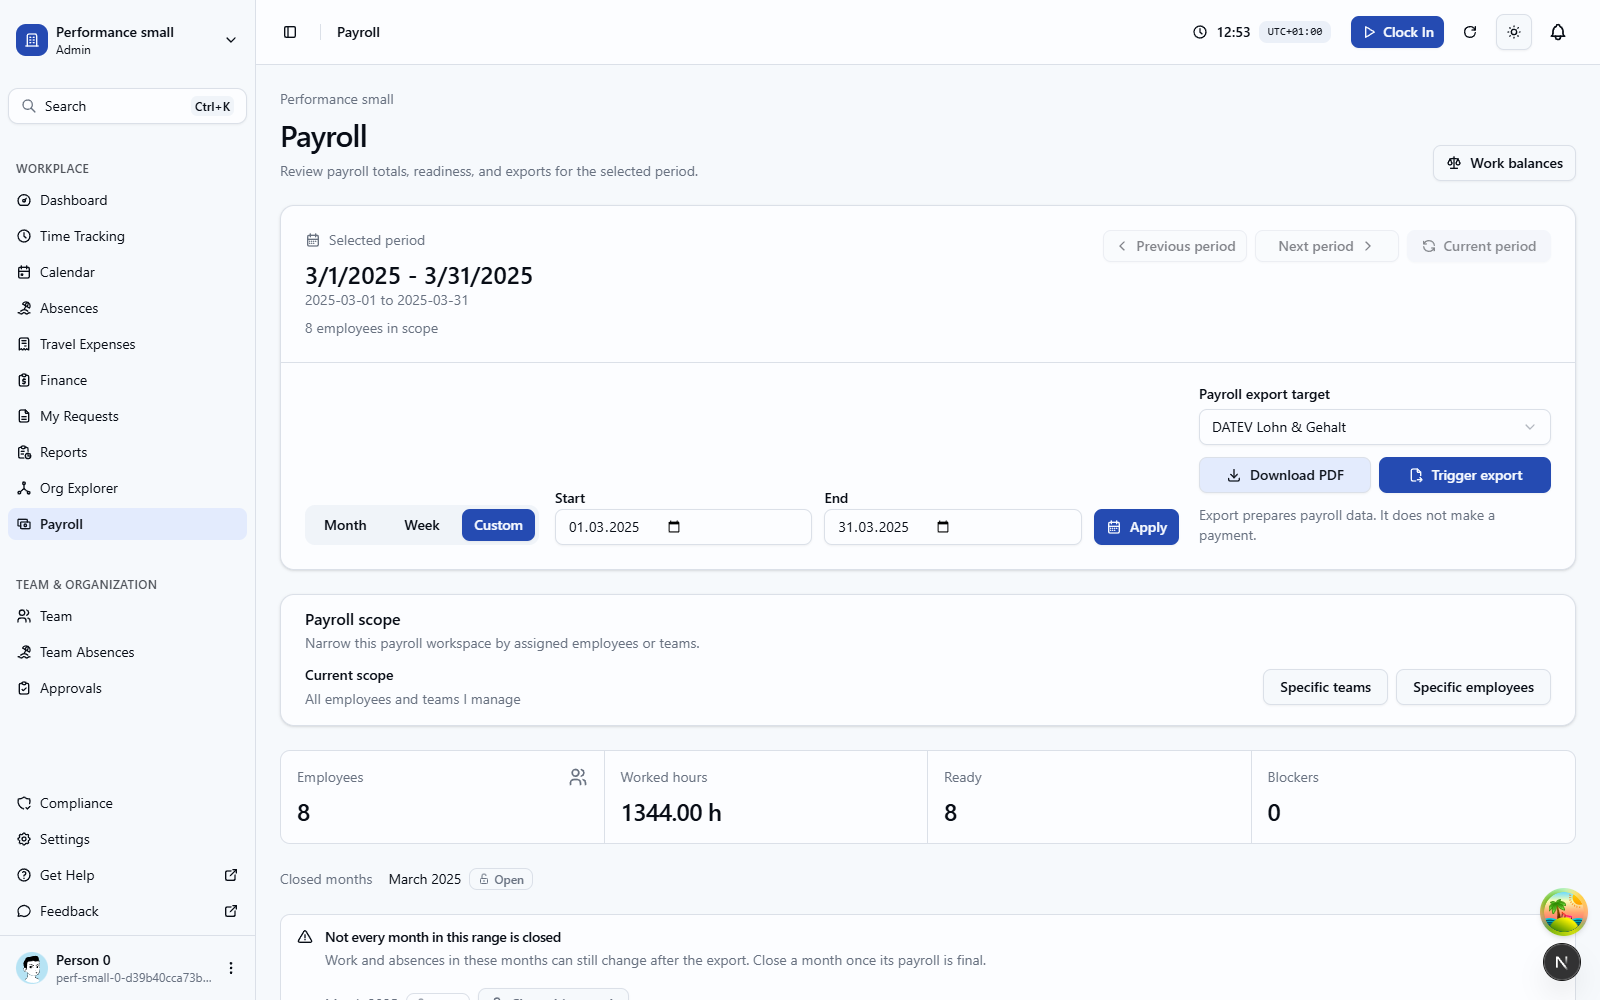 Performance small
Admin
Search
Ctrl+K
WORKPLACE
Dashboard
Time Tracking
Calendar
Absences
Travel Expenses
Finance
My Requests
Reports
Org Explorer
Payroll
TEAM & ORGANIZATION
Team
Team Absences
Approvals
Compliance
Settings
Get Help
Feedback
Person 0
perf-small-0-d39b40cca73b...
Payroll
12:53
UTC+01:00
Clock In
Performance small
Payroll
Review payroll totals, readiness, and exports for the selected period.
Work balances
Selected period
3/1/2025 - 3/31/2025
2025-03-01 to 2025-03-31
8 employees in scope
Previous period
Next period
Current period
Payroll export target
DATEV Lohn & Gehalt
Download PDF
Trigger export
Export prepares payroll data. It does not make a
payment.
Month
Week
Custom
Start
01.03.2025
End
31.03.2025
Apply
Payroll scope
Narrow this payroll workspace by assigned employees or teams.
Current scope
All employees and teams I manage
Specific teams
Specific employees
Employees
8
Worked hours
1344.00 h
Ready
8
Blockers
0
Closed months
March 2025
Open
Not every month in this range is closed
Work and absences in these months can still change after the export. Close a month once its payroll is final.
N